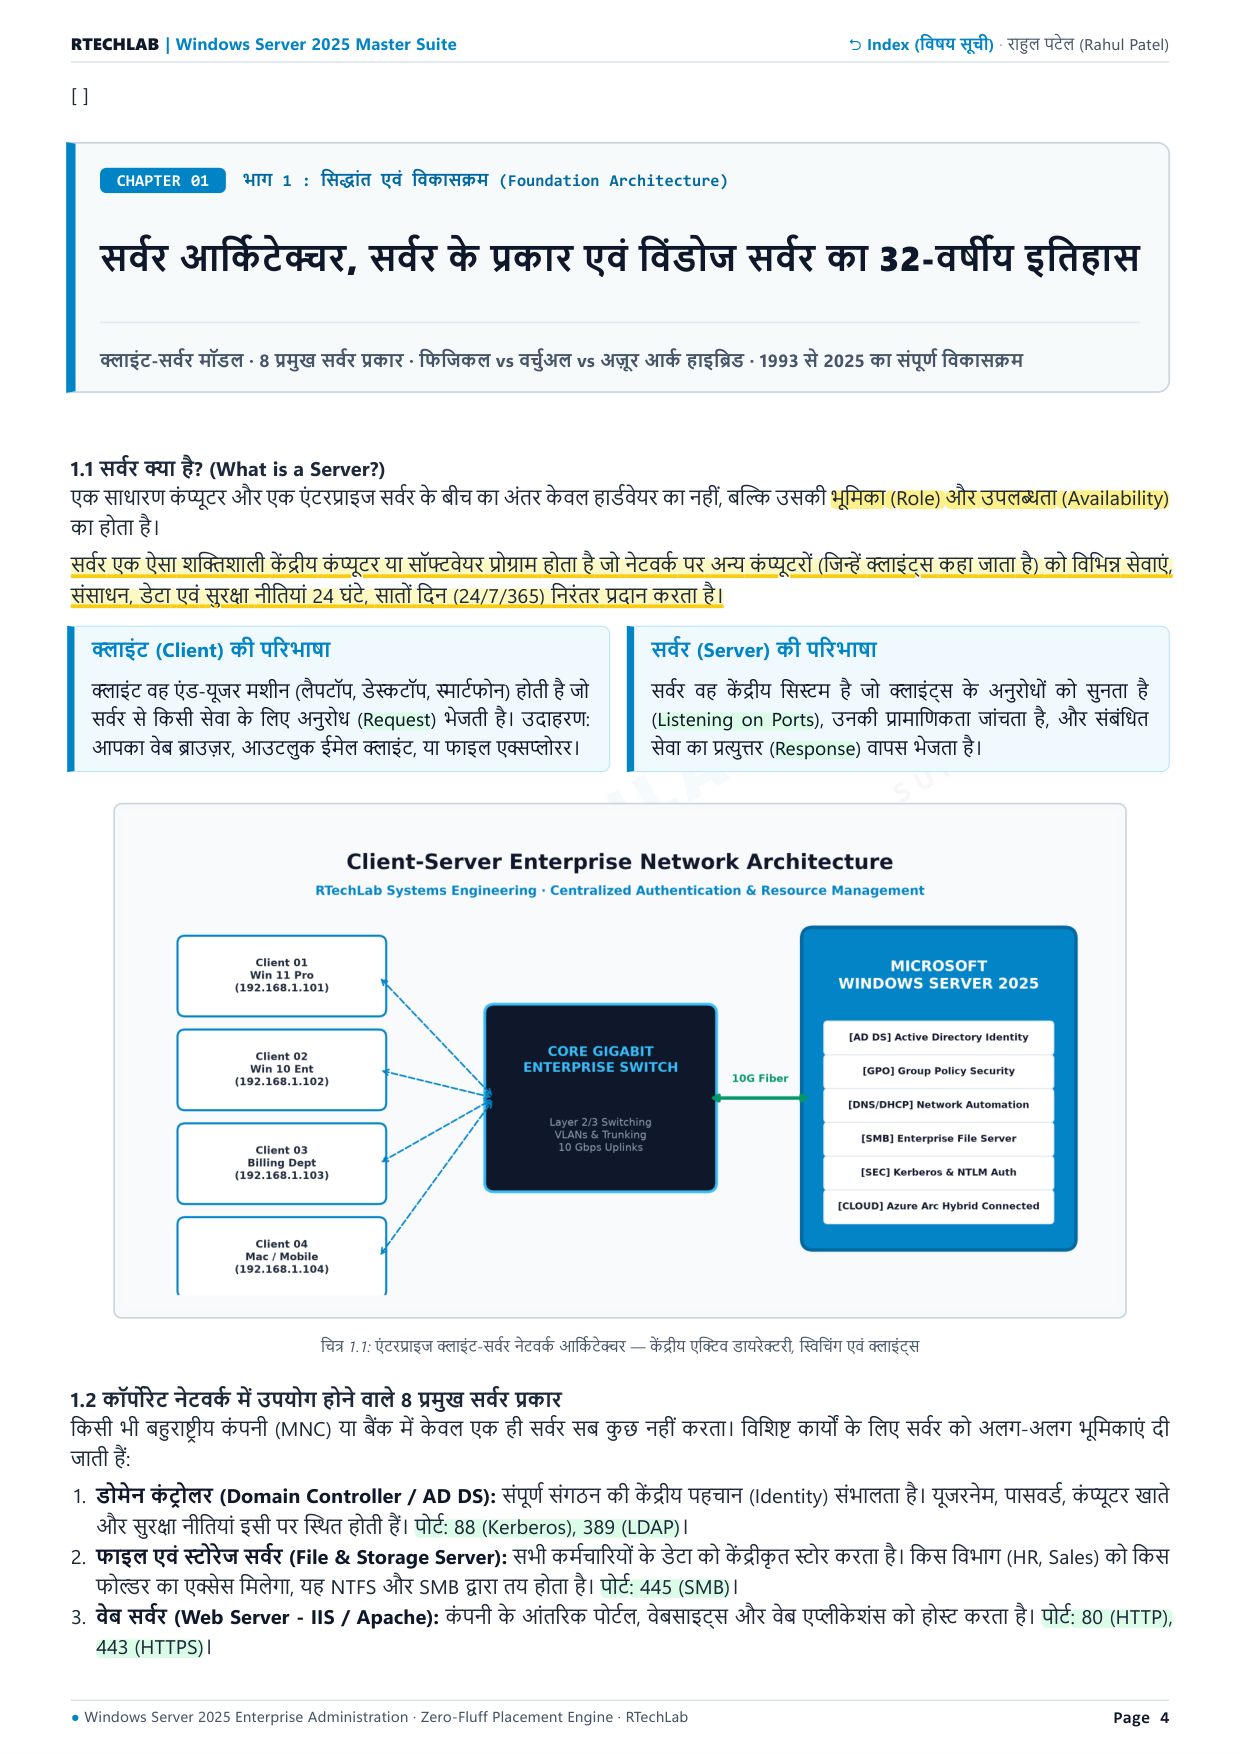 RTECHLAB | Windows Server 2025 Master Suite
⮌ Index (विषय सूची) · राहुल पटेल (Rahul Patel)
[ ]
CHAPTER 01 भाग 1 : सिद्धांत एवं विकासक्रम (Foundation Architecture)
सर्वर आर्किटेक्चर, सर्वर के प्रकार एवं विंडोज सर्वर का 32-वर्षीय इतिहास
क्लाइंट-सर्वर मॉडल · 8 प्रमुख सर्वर प्रकार · फिजिकल vs वर्चुअल vs अज़ूर आर्क हाइब्रिड · 1993 से 2025 का संपूर्ण विकासक्रम
1.1 सर्वर क्या है? (What is a Server?)
एक साधारण कंप्यूटर और एक एंटरप्राइज सर्वर के बीच का अंतर केवल हार्डवेयर का नहीं, बल्कि उसकी भूमिका (Role) और उपलब्धता (Availability)
का होता है।
सर्वर एक ऐसा शक्तिशाली केंद्रीय कंप्यूटर या सॉफ्टवेयर प्रोग्राम होता है जो नेटवर्क पर अन्य कंप्यूटरों (जिन्हें क्लाइंट्स कहा जाता है) को विभिन्न सेवाएं,
संसाधन, डेटा एवं सुरक्षा नीतियां 24 घंटे, सातों दिन (24/7/365) निरंतर प्रदान करता है।
क्लाइंट (Client) की परिभाषा
क्लाइंट वह एंड-यूजर मशीन (लैपटॉप, डेस्कटॉप, स्मार्टफोन) होती है जो
सर्वर से किसी सेवा के लिए अनुरोध (Request) भेजती है। उदाहरण:
आपका वेब ब्राउज़र, आउटलुक ईमेल क्लाइंट, या फाइल एक्सप्लोरर।
सर्वर (Server) की परिभाषा
सर्वर वह केंद्रीय सिस्टम है जो क्लाइंट्स के अनुरोधों को सुनता है
(Listening on Ports), उनकी प्रामाणिकता जांचता है, और संबंधित
सेवा का प्रत्युत्तर (Response) वापस भेजता है।
Client-Server Enterprise Network Architecture
RTechLab Systems Engineering · Centralized Authentication & Resource Management
Client 01
Win 11 Pro
(192.168.1.101)
Client 02
Win 10 Ent
(192.168.1.102)
Client 03
Billing Dept
(192.168.1.103)
Client 04
Mac / Mobile
(192.168.1.104)
CORE GIGABIT
ENTERPRISE SWITCH
Layer 2/3 Switching
VLANs & Trunking
10 Gbps Uplinks
10G Fiber
MICROSOFT
WINDOWS SERVER 2025
[AD DS] Active Directory Identity
[GPO] Group Policy Security
[DNS/DHCP] Network Automation
[SMB] Enterprise File Server
[SEC] Kerberos & NTLM Auth
[CLOUD] Azure Arc Hybrid Connected
चित्र 1.1: एंटरप्राइज क्लाइंट-सर्वर नेटवर्क आर्किटेक्चर — केंद्रीय एक्टिव डायरेक्टरी, स्विचिंग एवं क्लाइंट्स
1.2 कॉर्पोरेट नेटवर्क में उपयोग होने वाले 8 प्रमुख सर्वर प्रकार
किसी भी बहुराष्ट्रीय कंपनी (MNC) या बैंक में केवल एक ही सर्वर सब कुछ नहीं करता। विशिष्ट कार्यों के लिए सर्वर को अलग-अलग भूमिकाएं दी
जाती हैं:
1. डोमेन कंट्रोलर (Domain Controller / AD DS): संपूर्ण संगठन की केंद्रीय पहचान (Identity) संभालता है। यूजरनेम, पासवर्ड, कंप्यूटर खाते
और सुरक्षा नीतियां इसी पर स्थित होती हैं। पोर्ट: 88 (Kerberos), 389 (LDAP)।
2. फाइल एवं स्टोरेज सर्वर (File & Storage Server): सभी कर्मचारियों के डेटा को केंद्रीकृत स्टोर करता है। किस विभाग (HR, Sales) को किस
फोल्डर का एक्सेस मिलेगा, यह NTFS और SMB द्वारा तय होता है। पोर्ट: 445 (SMB)।
3. वेब सर्वर (Web Server - IIS / Apache): कंपनी के आंतरिक पोर्टल, वेबसाइट्स और वेब एप्लीकेशंस को होस्ट करता है। पोर्ट: 80 (HTTP),
443 (HTTPS)।
● Windows Server 2025 Enterprise Administration · Zero-Fluff Placement Engine · RTechLab
Page 4